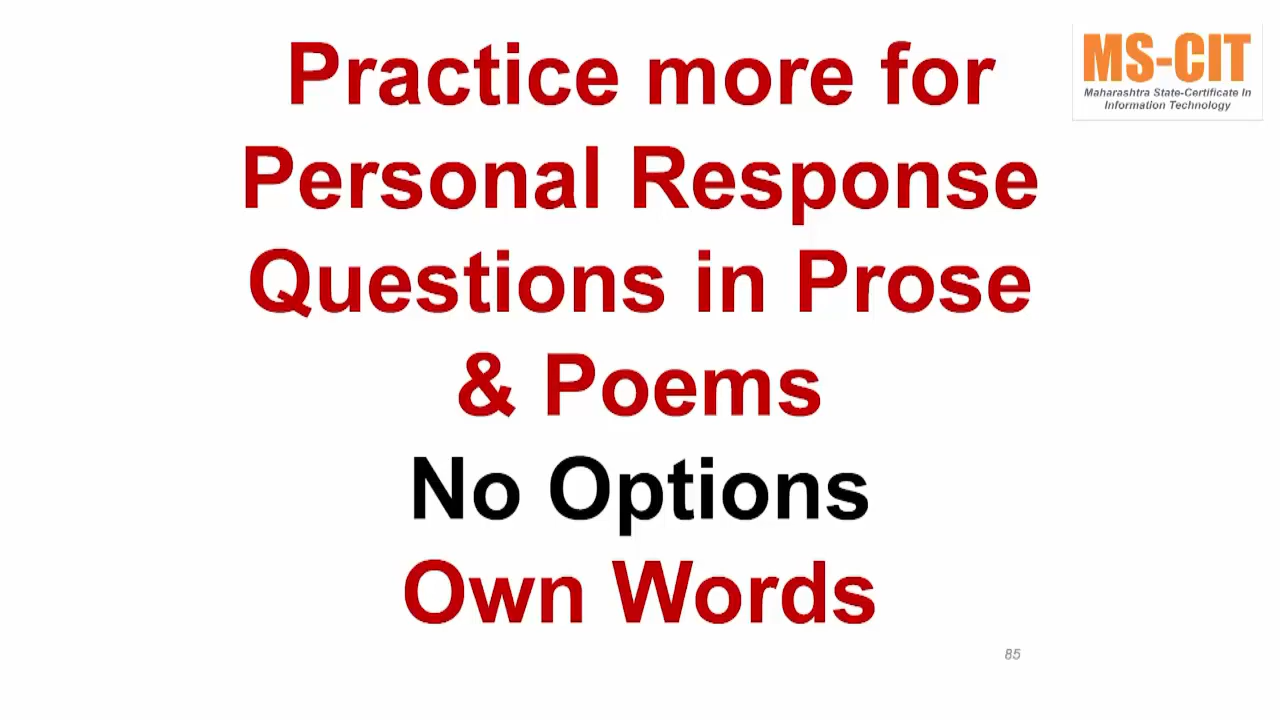 Practice more for
Personal Response
Questions in Prose
& Poems
No Options
Own Words
MS-CIT
Maharashtra State-Certificate In
Information Technology
85